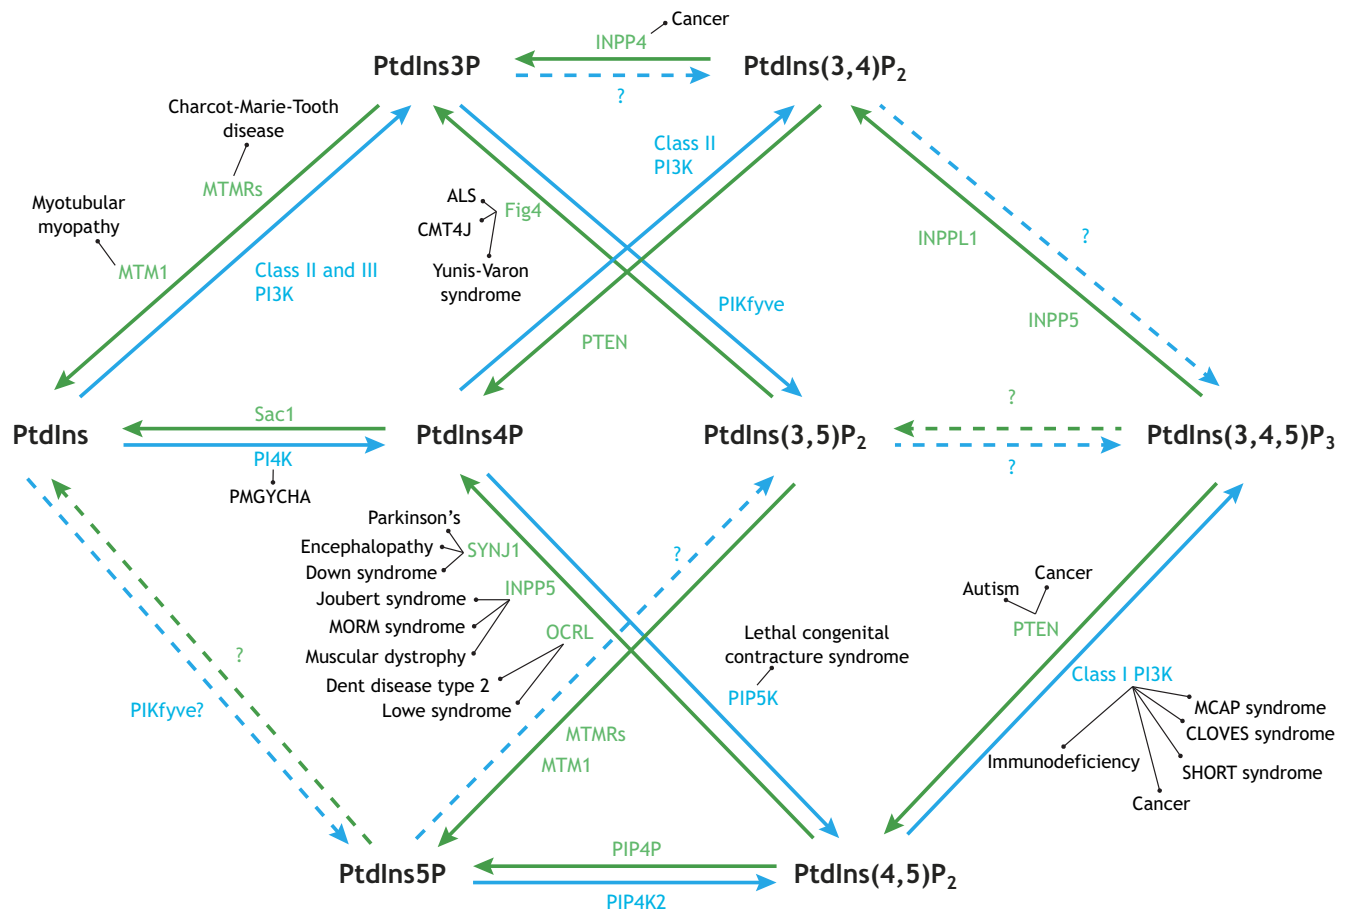 Cancer
INPP4
PtdIns3P
PtdIns(3,4)P2
?
Charcot-Marie-Tooth
disease
MTMRs
Class II
PI3K
Myotubular
myopathy
MTM1
ALS
Fig4
CMT4J
Yunis-Varon
syndrome
INPPL1
?
Class II and III
PI3K
PIKfyve
PTEN
INPP5
PtdIns
Sac1
PI4K
PMGYCHA
PtdIns4P
PtdIns(3,5)P2
?
?
PtdIns(3,4,5)P3
Parkinson's
Encephalopathy
SYNJ1
Down syndrome
INPP5
Joubert syndrome
MORM syndrome
Muscular dystrophy
OCRL
Dent disease type 2
Lowe syndrome
?
Lethal congenital
contracture syndrome
PIP5K
Autism
Cancer
PTEN
Class I PI3K
MCAP syndrome
CLOVES syndrome
SHORT syndrome
Immunodeficiency
Cancer
?
PIKfyve?
MTMRs
MTM1
PtdIns5P
PIP4P
PIP4K2
PtdIns(4,5)P2